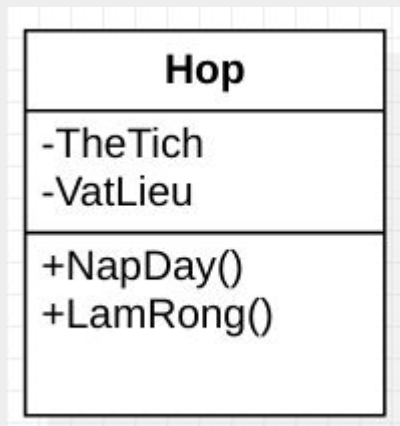 Hop
-TheTich
-VatLieu
+NapDay()
+LamRong()